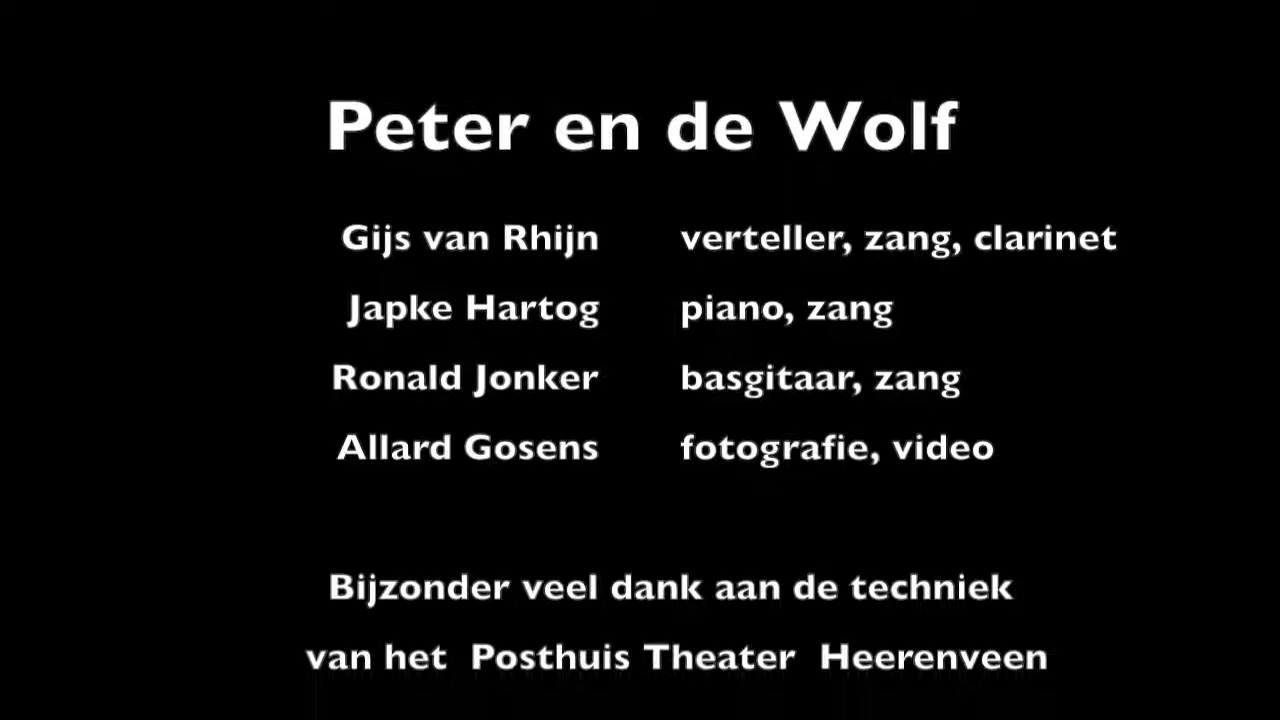 Peter en de Wolf
Gijs van Rhijn verteller, zang, clarinet
Japke Hartog piano, zang
Ronald Jonker basgitaar, zang
Allard Gosens fotografie, video
Bijzonder veel dank aan de techniek
van het Posthuis Theater Heerenveen